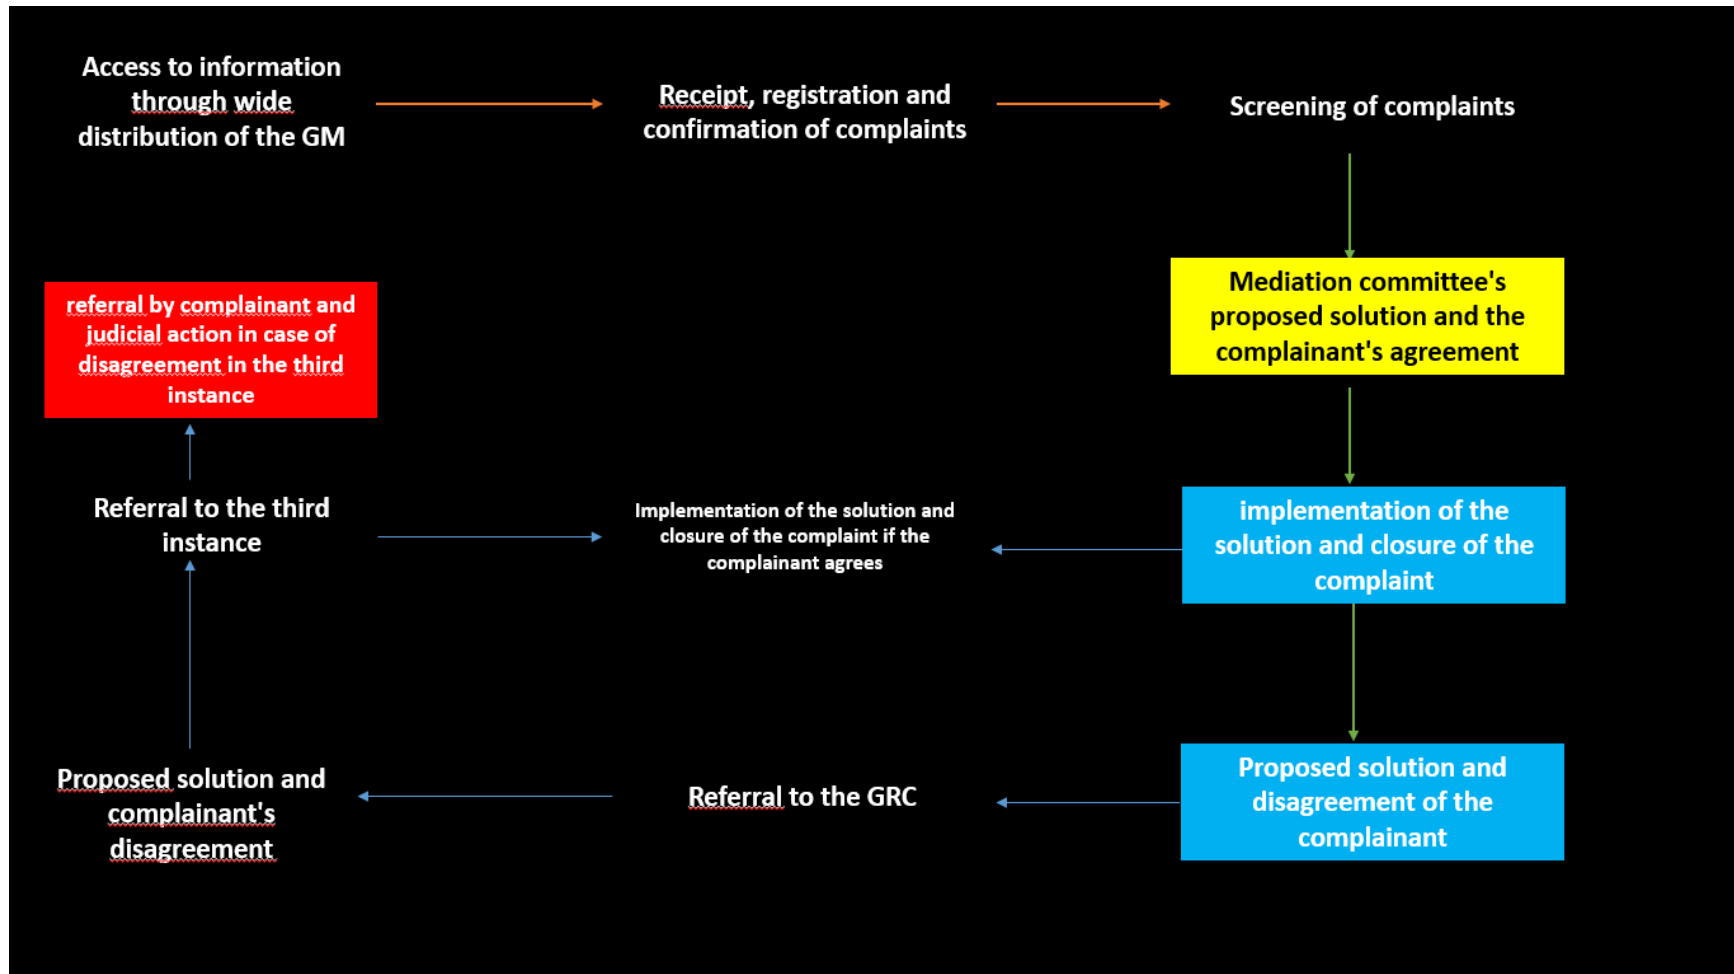 Access to information
through wide
distribution of the GM
Receipt, registration and
confirmation of complaints
Screening of complaints
Mediation committee's
proposed solution and the
complainant's agreement
referral by complainant and
judicial action in case of
disagreement in the third
instance
Referral to the third
instance
Implementation of the solution and
closure of the complaint if the
complainant agrees
implementation of the
solution and closure of the
complaint
Proposed solution and
complainant's
disagreement
Referral to the GRC
Proposed solution and
disagreement of the
complainant